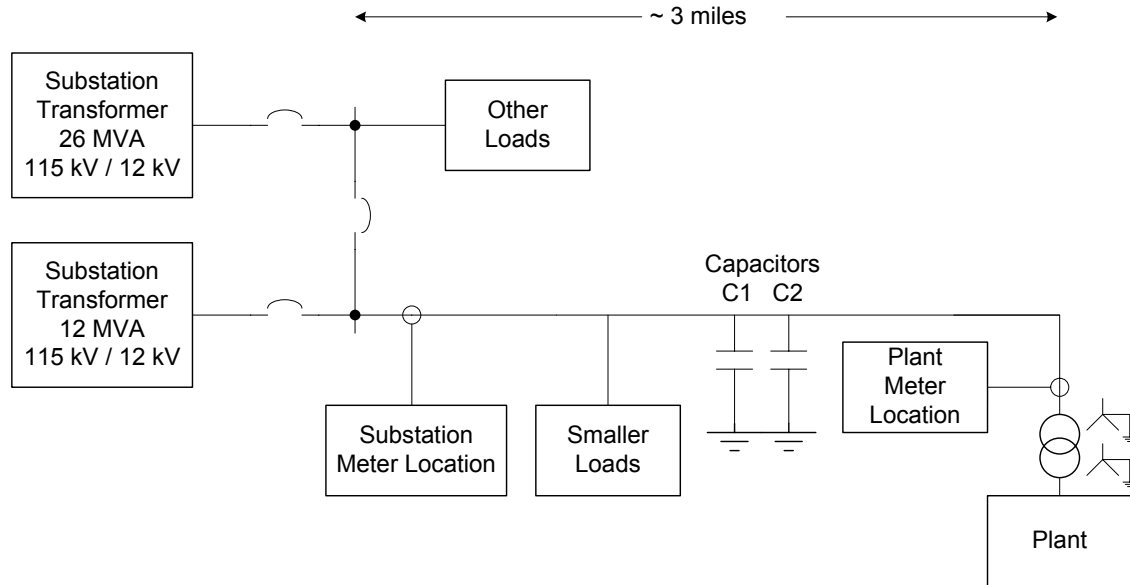 ~ 3 miles
Substation
Transformer
26 MVA
115 kV / 12 kV
Other
Loads
Substation
Transformer
12 MVA
115 kV / 12 kV
Capacitors
C1 C2
Plant
Meter
Location
Substation
Meter Location
Smaller
Loads
Plant